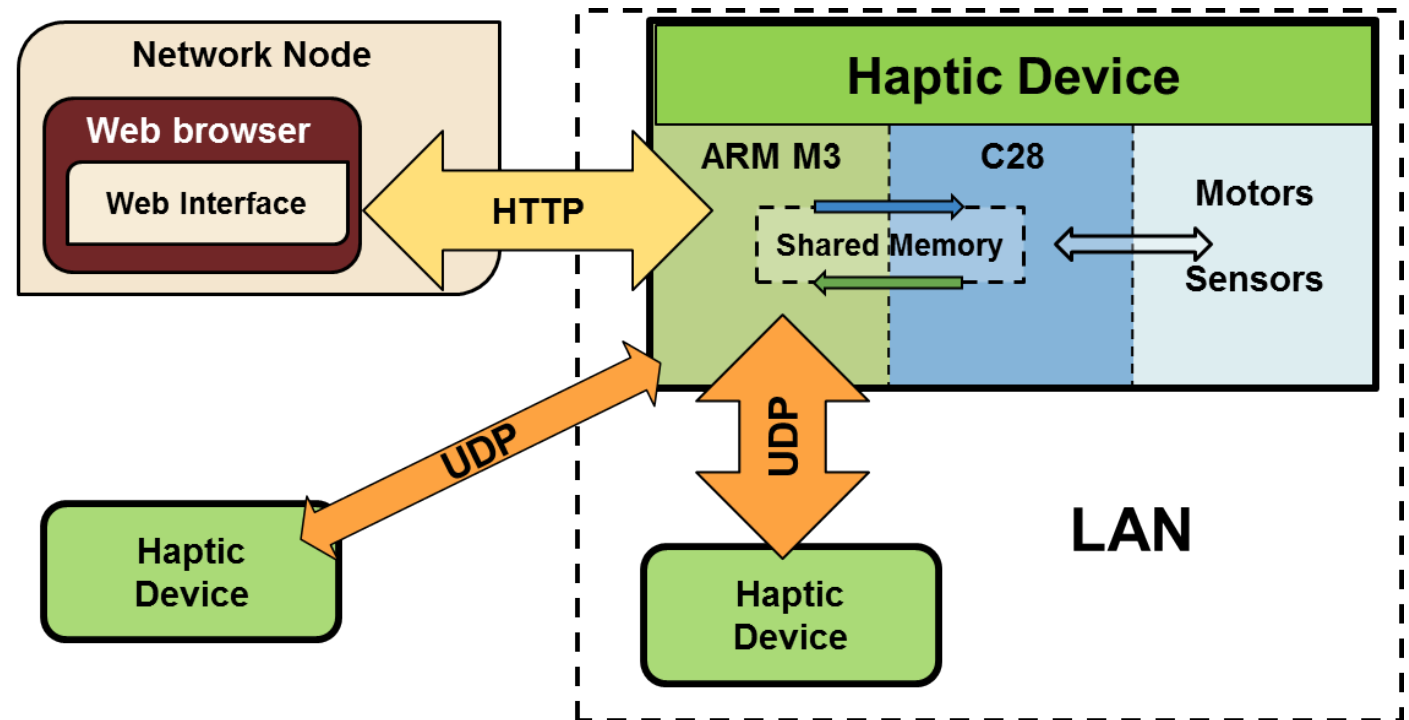 Network Node
Web browser
Web Interface
HTTP
Haptic Device
ARM M3
C28
Motors
Shared Memory
Sensors
UDP
UDP
LAN
Haptic
Device
Haptic
Device